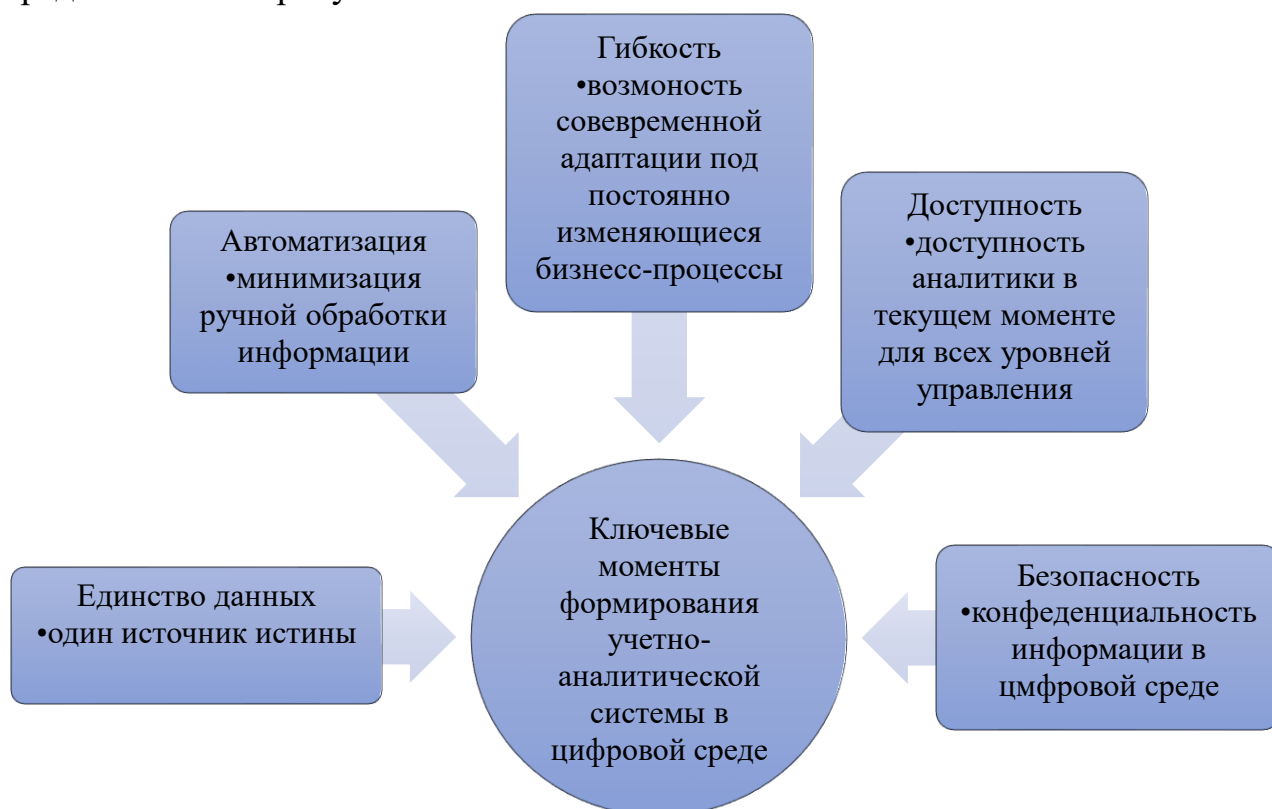 Гибкость
•возмоность
совевременной
адаптации под
постоянно
изменяющиеся
бизнесс-процессы
Автоматизация
•минимизация
ручной обработки
информации
Доступность
•доступность
аналитики в
текущем моменте
для всех уровней
управления
Единство данных
•один источник истины
Ключевые
моменты
формирования
учетно-
аналитической
системы в
цифровой среде
Безопасность
•конфеденциальность
информации в
цмфровой среде